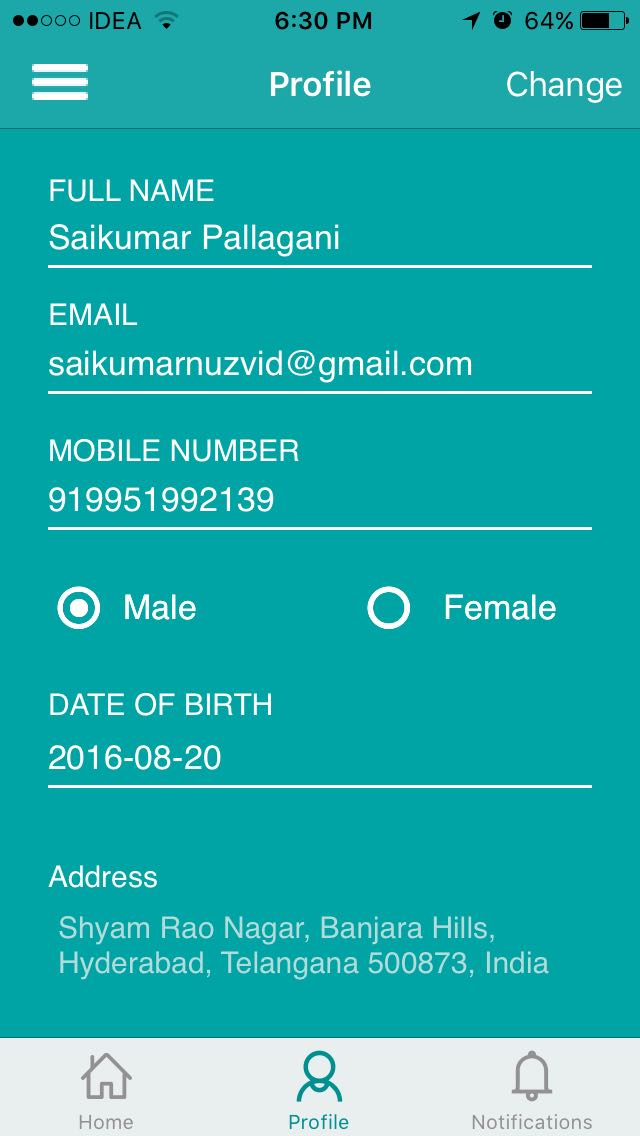 IDEA 6:30 PM 64%
Profile Change
FULL NAME
Saikumar Pallagani
EMAIL
saikumarnuzvid@gmail.com
MOBILE NUMBER
919951992139
Male Female
DATE OF BIRTH
2016-08-20
Address
Shyam Rao Nagar, Banjara Hills,
Hyderabad, Telangana 500873, India
Home Profile Notifications